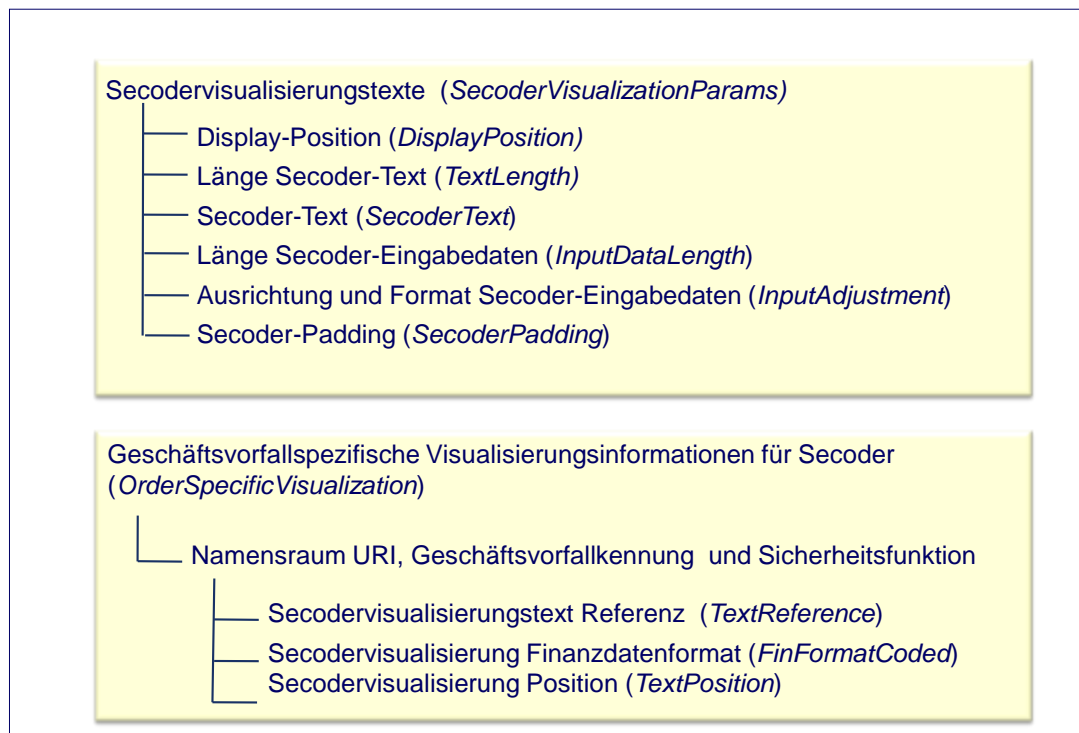 Secodervisualisierungstexte (SecoderVisualizationParams)
Display-Position (DisplayPosition)
Länge Secoder-Text (TextLength)
Secoder-Text (SecoderText)
Länge Secoder-Eingabedaten (InputDataLength)
Ausrichtung und Format Secoder-Eingabedaten (InputAdjustment)
Secoder-Padding (SecoderPadding)
Geschäftsvorfallspezifische Visualisierungsinformationen für Secoder
(OrderSpecificVisualization)
Namensraum URI, Geschäftsvorfallkennung und Sicherheitsfunktion
Secodervisualisierungstext Referenz (TextReference)
Secodervisualisierung Finanzdatenformat (FinFormatCoded)
Secodervisualisierung Position (TextPosition)